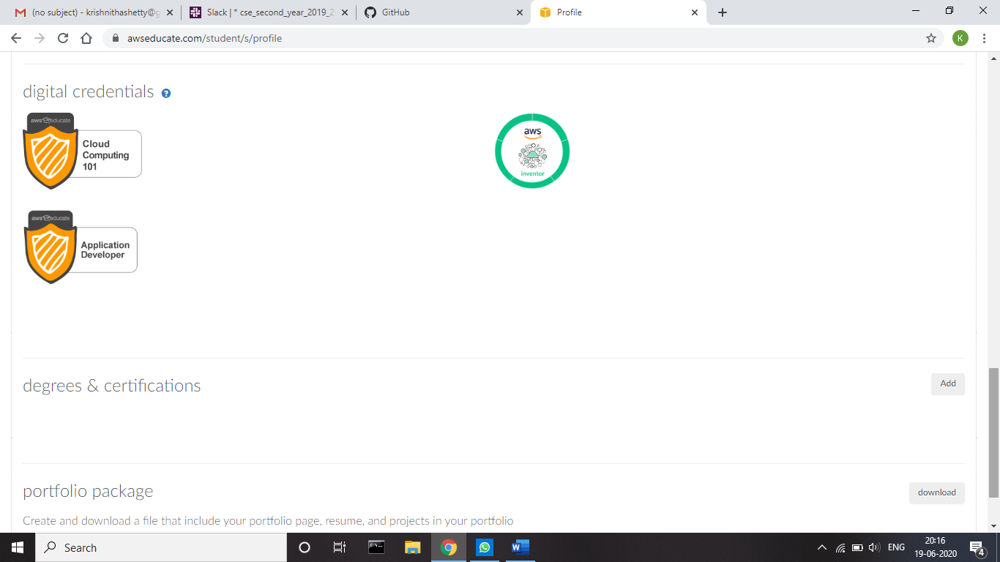 (no subject) - krishnithashetty@g
Slack | * cse_second_year_2019_2
GitHub
Profile
awseducate.com/student/s/profile
K
digital credentials ?
aws educate
Cloud
Computing
101
aws
inventor
aws educate
Application
Developer
degrees & certifications
Add
portfolio package
download
Create and download a file that include your portfolio page, resume, and projects in your portfolio
Search
ENG
20:16
19-06-2020
4